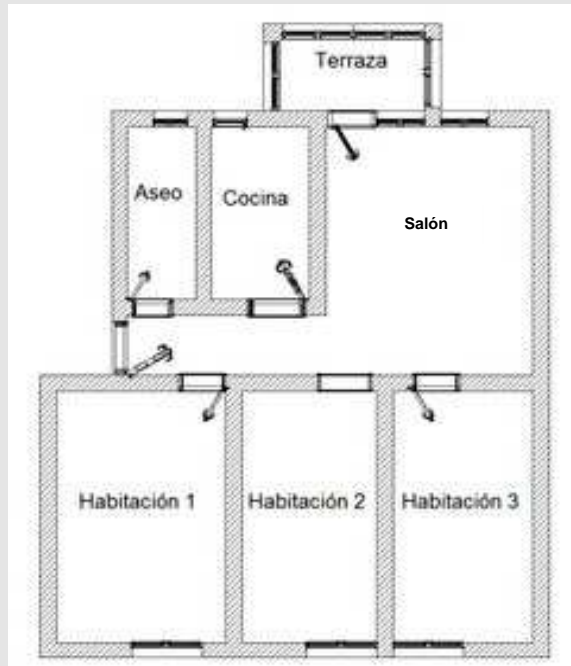 Terraza
Aseo
Cocina
Salón
Habitación 1
Habitación 2
Habitación 3